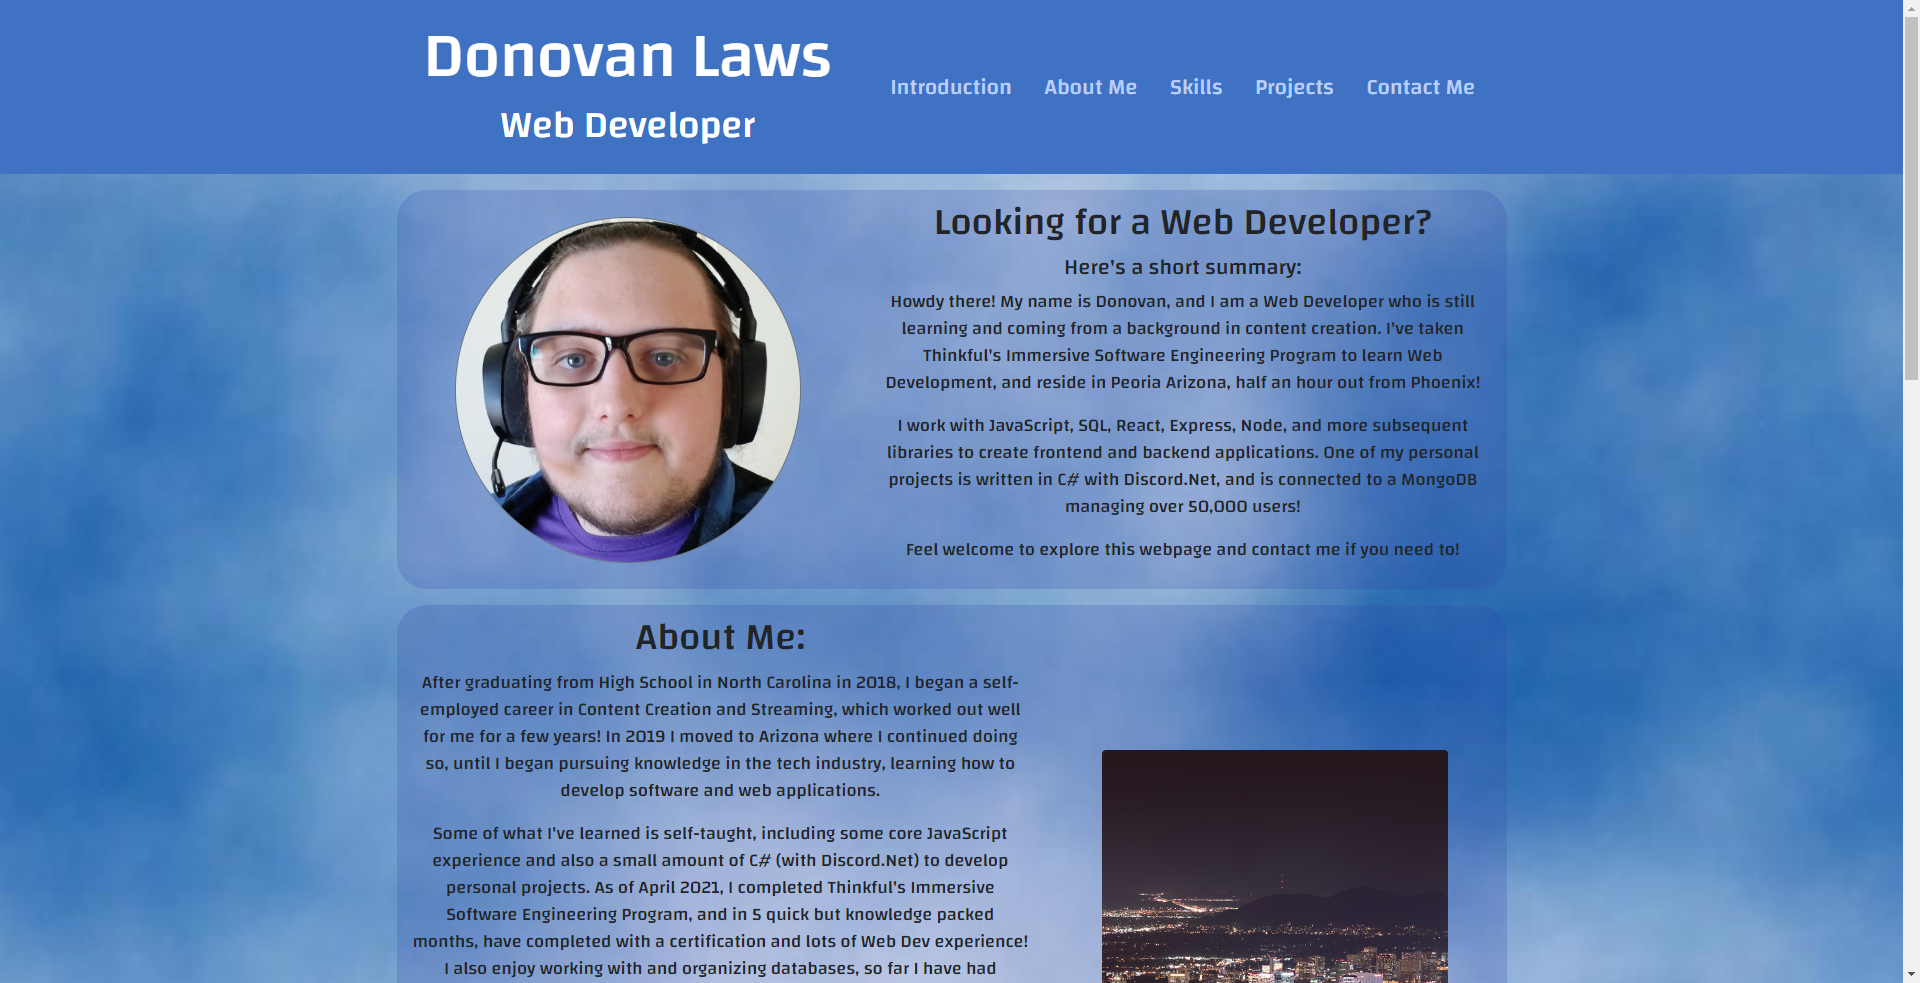 Donovan Laws
Web Developer
Introduction About Me Skills Projects Contact Me
Looking for a Web Developer?
Here's a short summary:
Howdy there! My name is Donovan, and I am a Web Developer who is still
learning and coming from a background in content creation. I've taken
Thinkful's Immersive Software Engineering Program to learn Web
Development, and reside in Peoria Arizona, half an hour out from Phoenix!
I work with JavaScript, SQL, React, Express, Node, and more subsequent
libraries to create frontend and backend applications. One of my personal
projects is written in C# with Discord.Net, and is connected to a MongoDB
managing over 50,000 users!
Feel welcome to explore this webpage and contact me if you need to!
About Me:
After graduating from High School in North Carolina in 2018, I began a self-
employed career in Content Creation and Streaming, which worked out well
for me for a few years! In 2019 I moved to Arizona where I continued doing
so, until I began pursuing knowledge in the tech industry, learning how to
develop software and web applications.
Some of what I've learned is self-taught, including some core JavaScript
experience and also a small amount of C# (with Discord.Net) to develop
personal projects. As of April 2021, I completed Thinkful's Immersive
Software Engineering Program, and in 5 quick but knowledge packed
months, have completed with a certification and lots of Web Dev experience!
I also enjoy working with and organizing databases, so far I have had